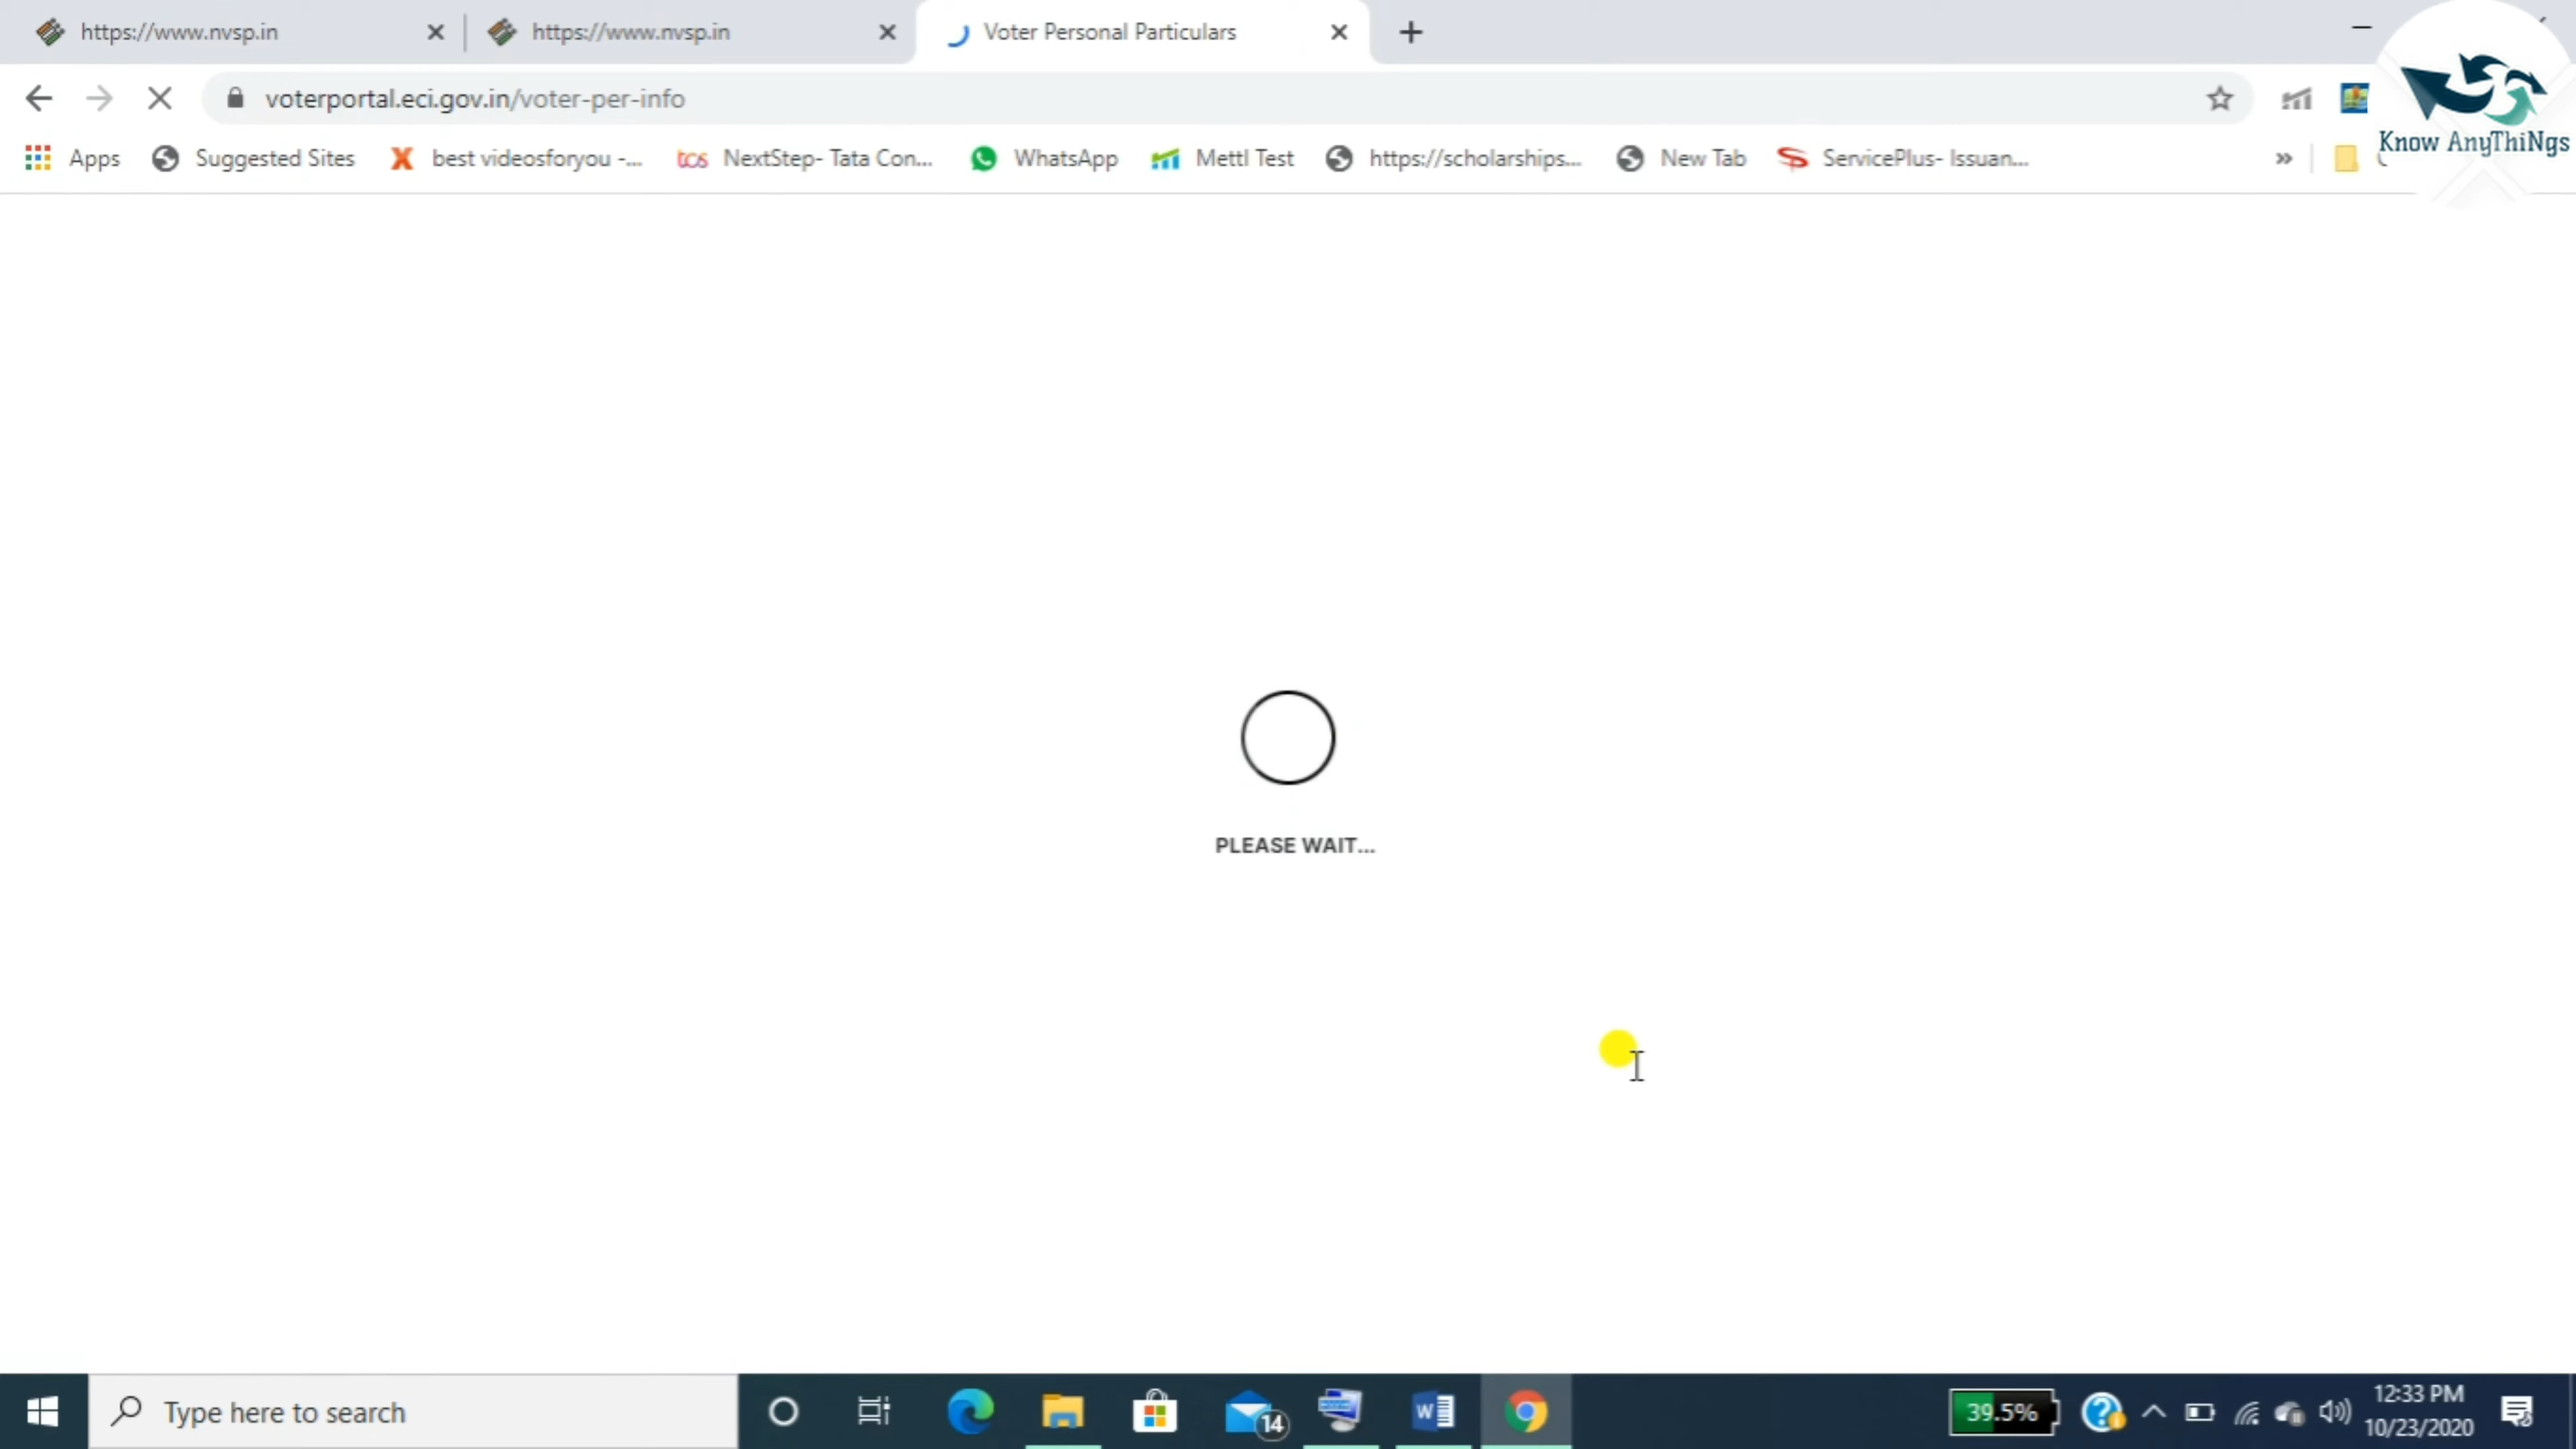 https://www.nvsp.in
https://www.nvsp.in
Voter Personal Particulars
voterportal.eci.gov.in/voter-per-info
Know AnyThiNgs
Apps
Suggested Sites
best videosforyou -...
tcs
NextStep- Tata Con...
WhatsApp
Mettl Test
https://scholarships...
New Tab
ServicePlus- Issuan...
PLEASE WAIT...
Type here to search
14
W
39.5%
12:33 PM
10/23/2020